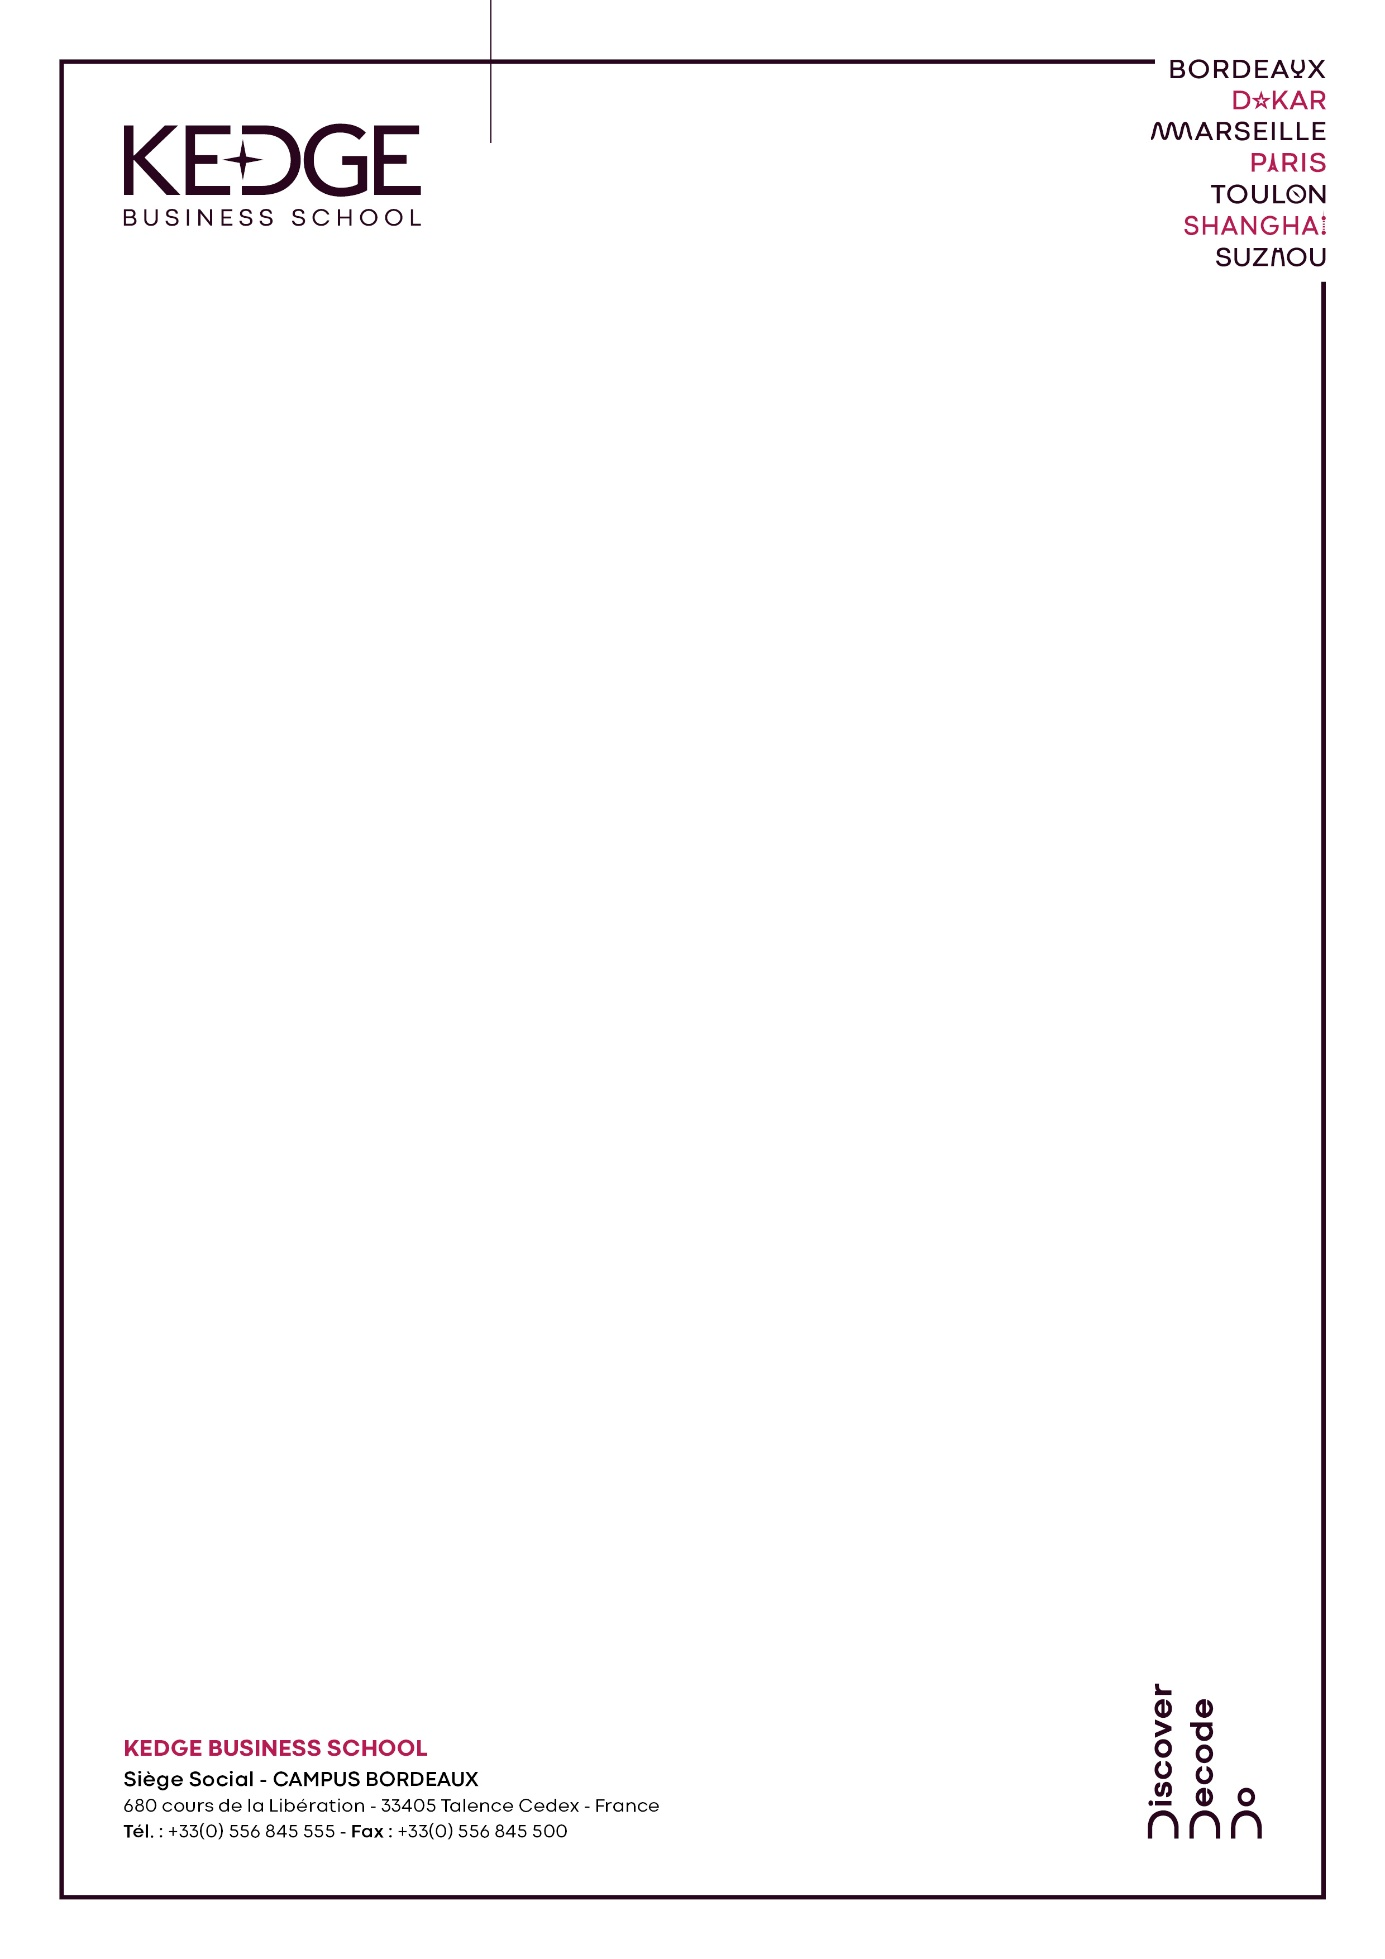 KEDGE
BUSINESS SCHOOL
BORDEAUX
DAKAR
MARSEILLE
PARIS
TOULON
SHANGHAI
SUZHOU
KEDGE BUSINESS SCHOOL
Siège Social - CAMPUS BORDEAUX
680 cours de la Libération - 33405 Talence Cedex - France
Tél. : +33(0) 556 845 555 - Fax : +33(0) 556 845 500
Discover
Decode
Do